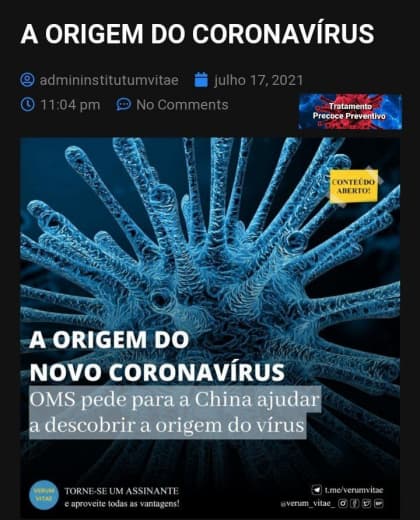 A ORIGEM DO CORONAVÍRUS
admininstitutumvitae julho 17, 2021
11:04 pm No Comments
Tratamento
Precoce Preventivo
CONTEÚDO
ABERTO!
A ORIGEM DO
NOVO CORONAVÍRUS
OMS pede para a China ajudar
a descobrir a origem do vírus
VERUM
VITAE
TORNE-SE UM ASSINANTE
e aproveite todas as vantagens!
t.me/verumvitae
@verum_vitae_